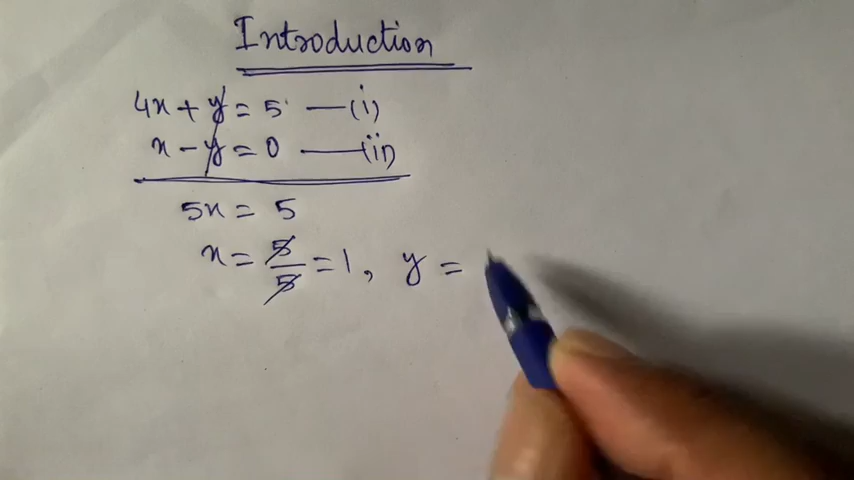 Introduction
4x + y = 5 —(i)
x - y = 0 —(ii)
5x = 5
x = 5/5 = 1, y =